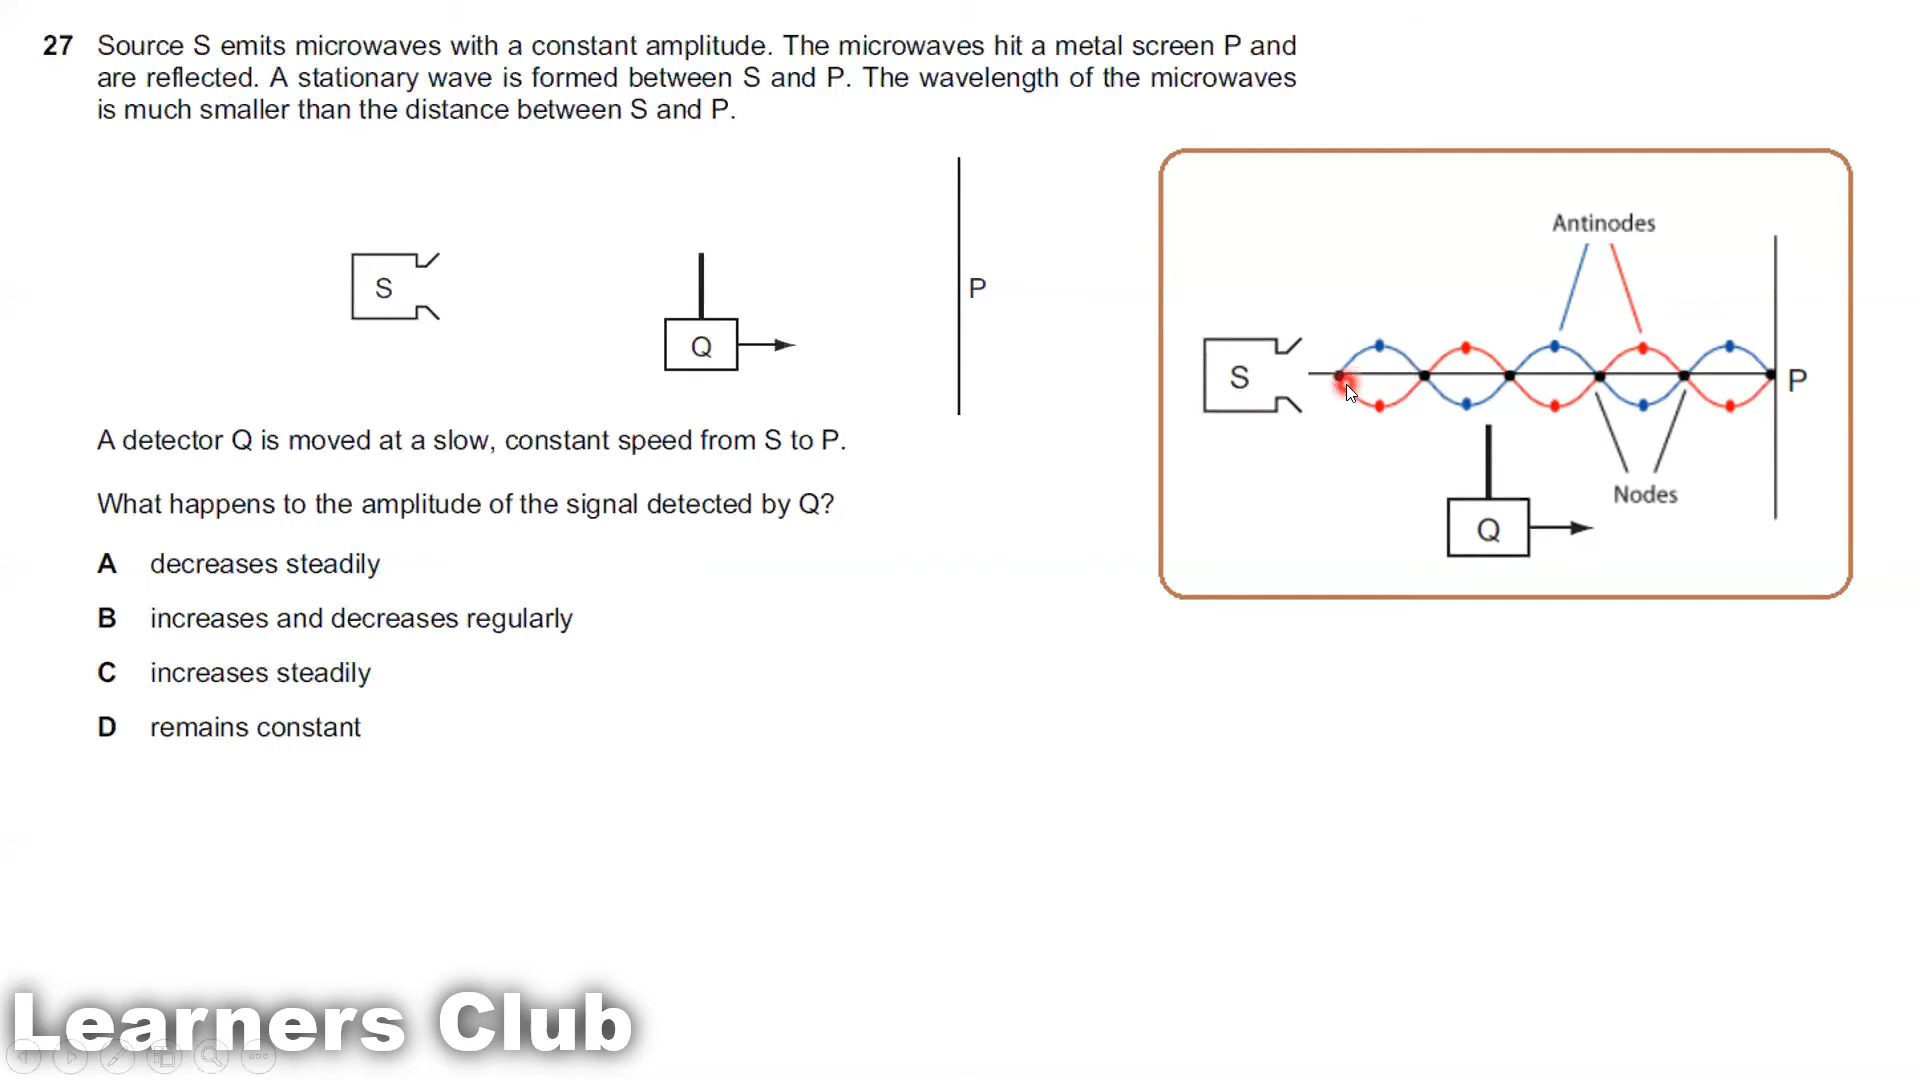 27 Source S emits microwaves with a constant amplitude. The microwaves hit a metal screen P and
are reflected. A stationary wave is formed between S and P. The wavelength of the microwaves
is much smaller than the distance between S and P.
S
Q
P
A detector Q is moved at a slow, constant speed from S to P.
What happens to the amplitude of the signal detected by Q?
A decreases steadily
B increases and decreases regularly
C increases steadily
D remains constant
Antinodes
S
P
Nodes
Q
Learners Club